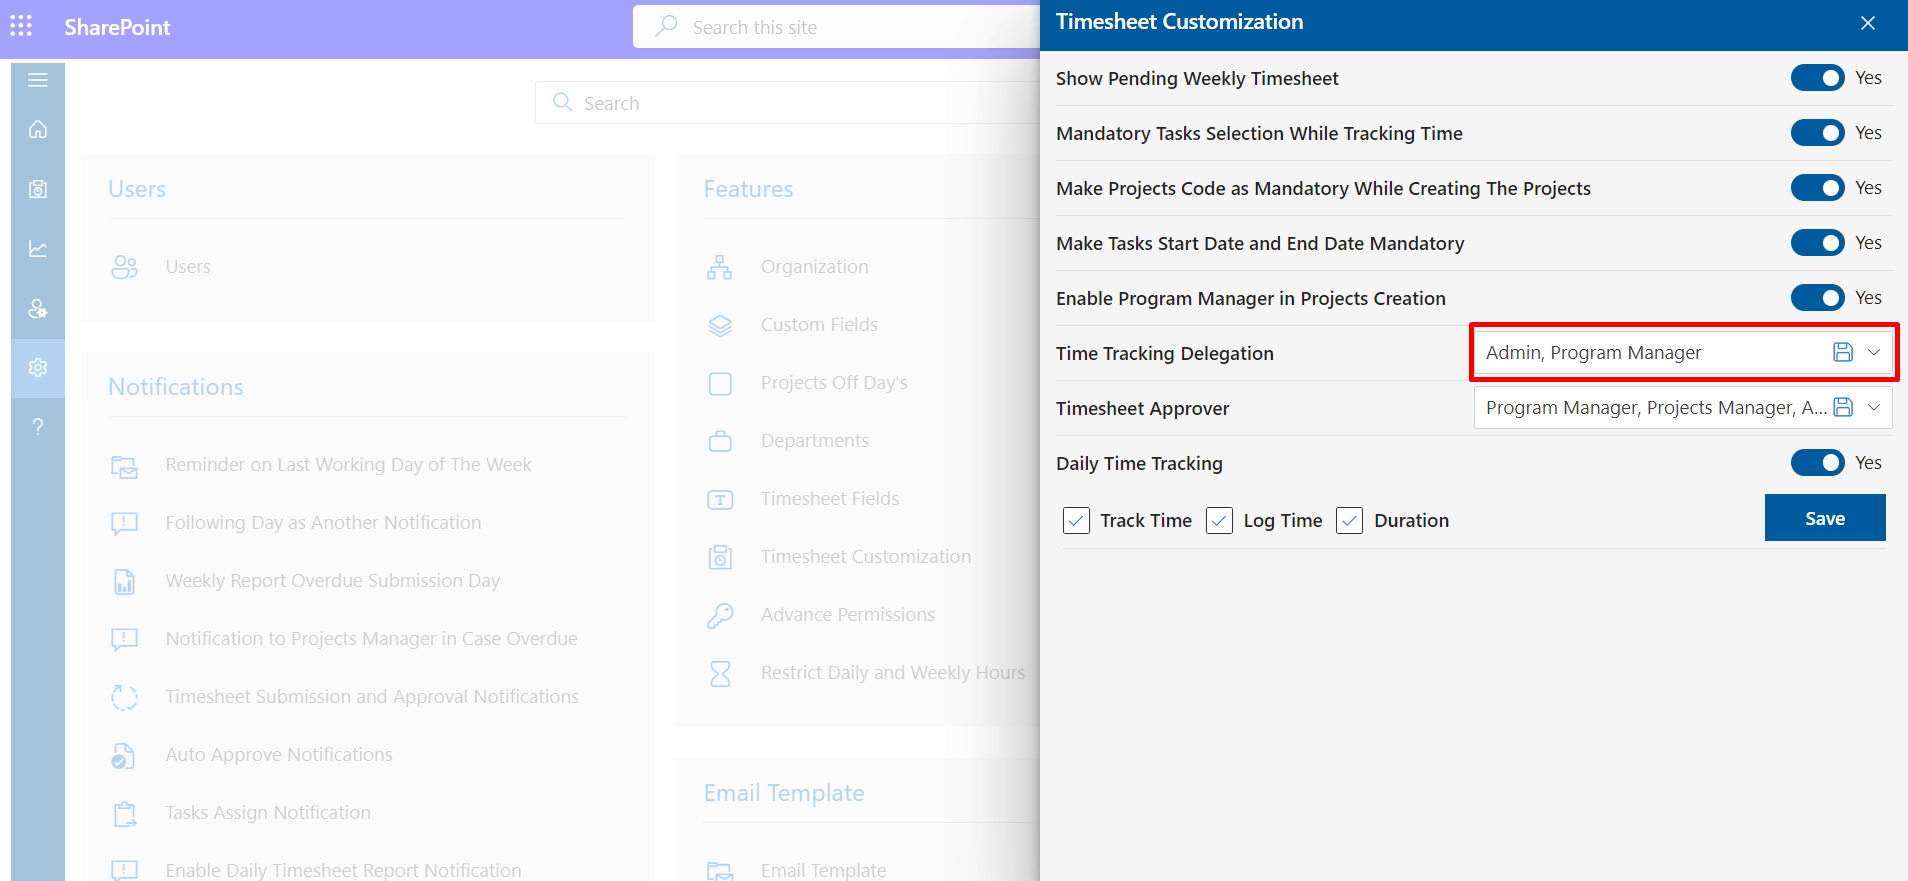 SharePoint
Search this site
Search
Users
Users
Notifications
Reminder on Last Working Day of The Week
Following Day as Another Notification
Weekly Report Overdue Submission Day
Notification to Projects Manager in Case Overdue
Timesheet Submission and Approval Notifications
Auto Approve Notifications
Tasks Assign Notification
Enable Daily Timesheet Report Notification
Features
Organization
Custom Fields
Projects Off Day's
Departments
Timesheet Fields
Timesheet Customization
Advance Permissions
Restrict Daily and Weekly Hours
Email Template
Email Template
Timesheet Customization
Show Pending Weekly Timesheet Yes
Mandatory Tasks Selection While Tracking Time Yes
Make Projects Code as Mandatory While Creating The Projects Yes
Make Tasks Start Date and End Date Mandatory Yes
Enable Program Manager in Projects Creation Yes
Time Tracking Delegation Admin, Program Manager
Timesheet Approver Program Manager, Projects Manager, A...
Daily Time Tracking Yes
Track Time Log Time Duration Save